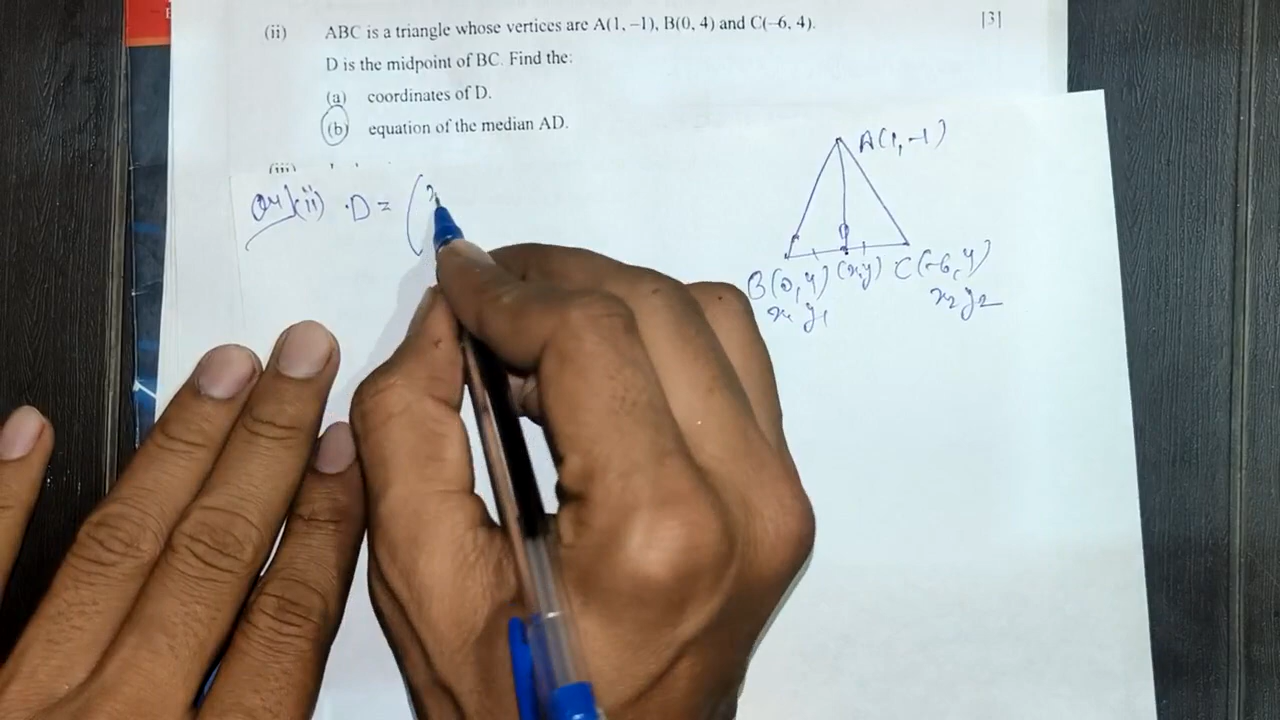 (ii) ABC is a triangle whose vertices are A(1, –1), B(0, 4) and C(–6, 4). [3]
D is the midpoint of BC. Find the:
(a) coordinates of D.
(b) equation of the median AD.
(iii)
A(1,-1)
(ii) D = (
D
B(0,4) (x,y) C(-6,4)
x₁ y₁ x₂ y₂